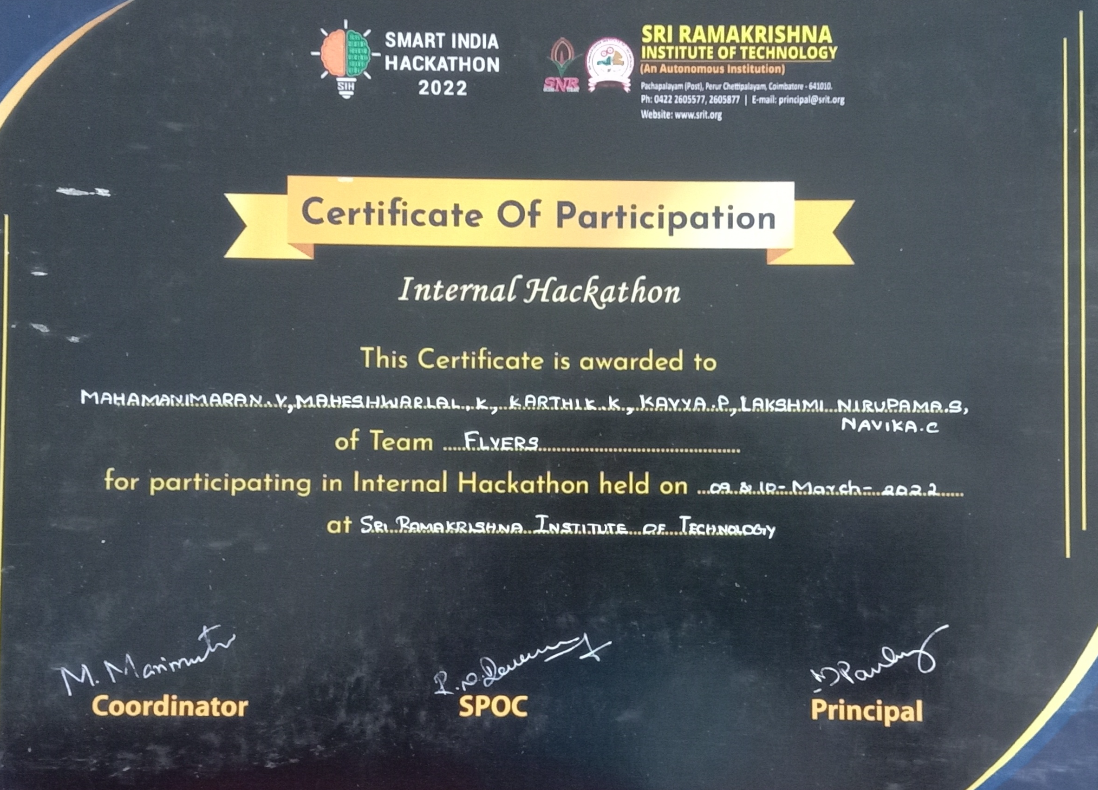 SMART INDIA
HACKATHON
2022
SIH
SNR
SRI RAMAKRISHNA
INSTITUTE OF TECHNOLOGY
(An Autonomous Institution)
Pachapalayam (Post), Perur Chettipalayam, Coimbatore - 641010.
Ph: 0422 2605577, 2605877 | E-mail: principal@srit.org
Website: www.srit.org
Certificate Of Participation
Internal Hackathon
This Certificate is awarded to
MAHAMANIMARAN.V, MAHESHWARLAL.K, KARTHIK.K, KAVYA.P, LAKSHMI NIRUPAMA.S,
NAVIKA.C
of Team FLYERS
for participating in Internal Hackathon held on 09 & 10-March-2022
at SRI RAMAKRISHNA INSTITUTE OF TECHNOLOGY
M. Marimuth
Coordinator
SPOC
Principal